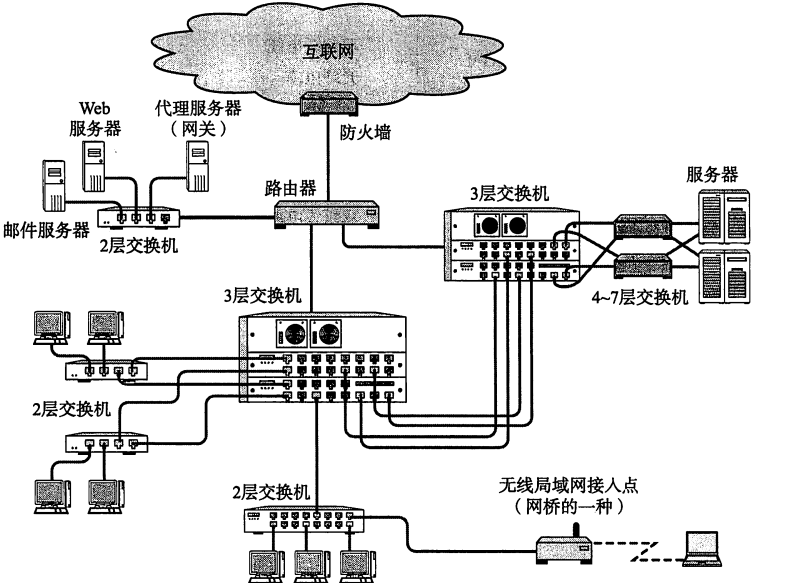 互联网
防火墙
Web
服务器
代理服务器
（网关）
邮件服务器
2层交换机
路由器
3层交换机
服务器
4~7层交换机
3层交换机
2层交换机
2层交换机
无线局域网接入点
（网桥的一种）